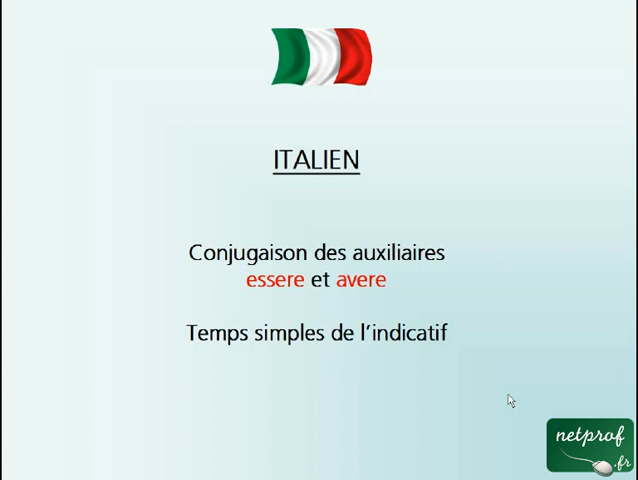 ITALIEN
Conjugaison des auxiliaires
essere et avere
Temps simples de l'indicatif
netprof
.fr